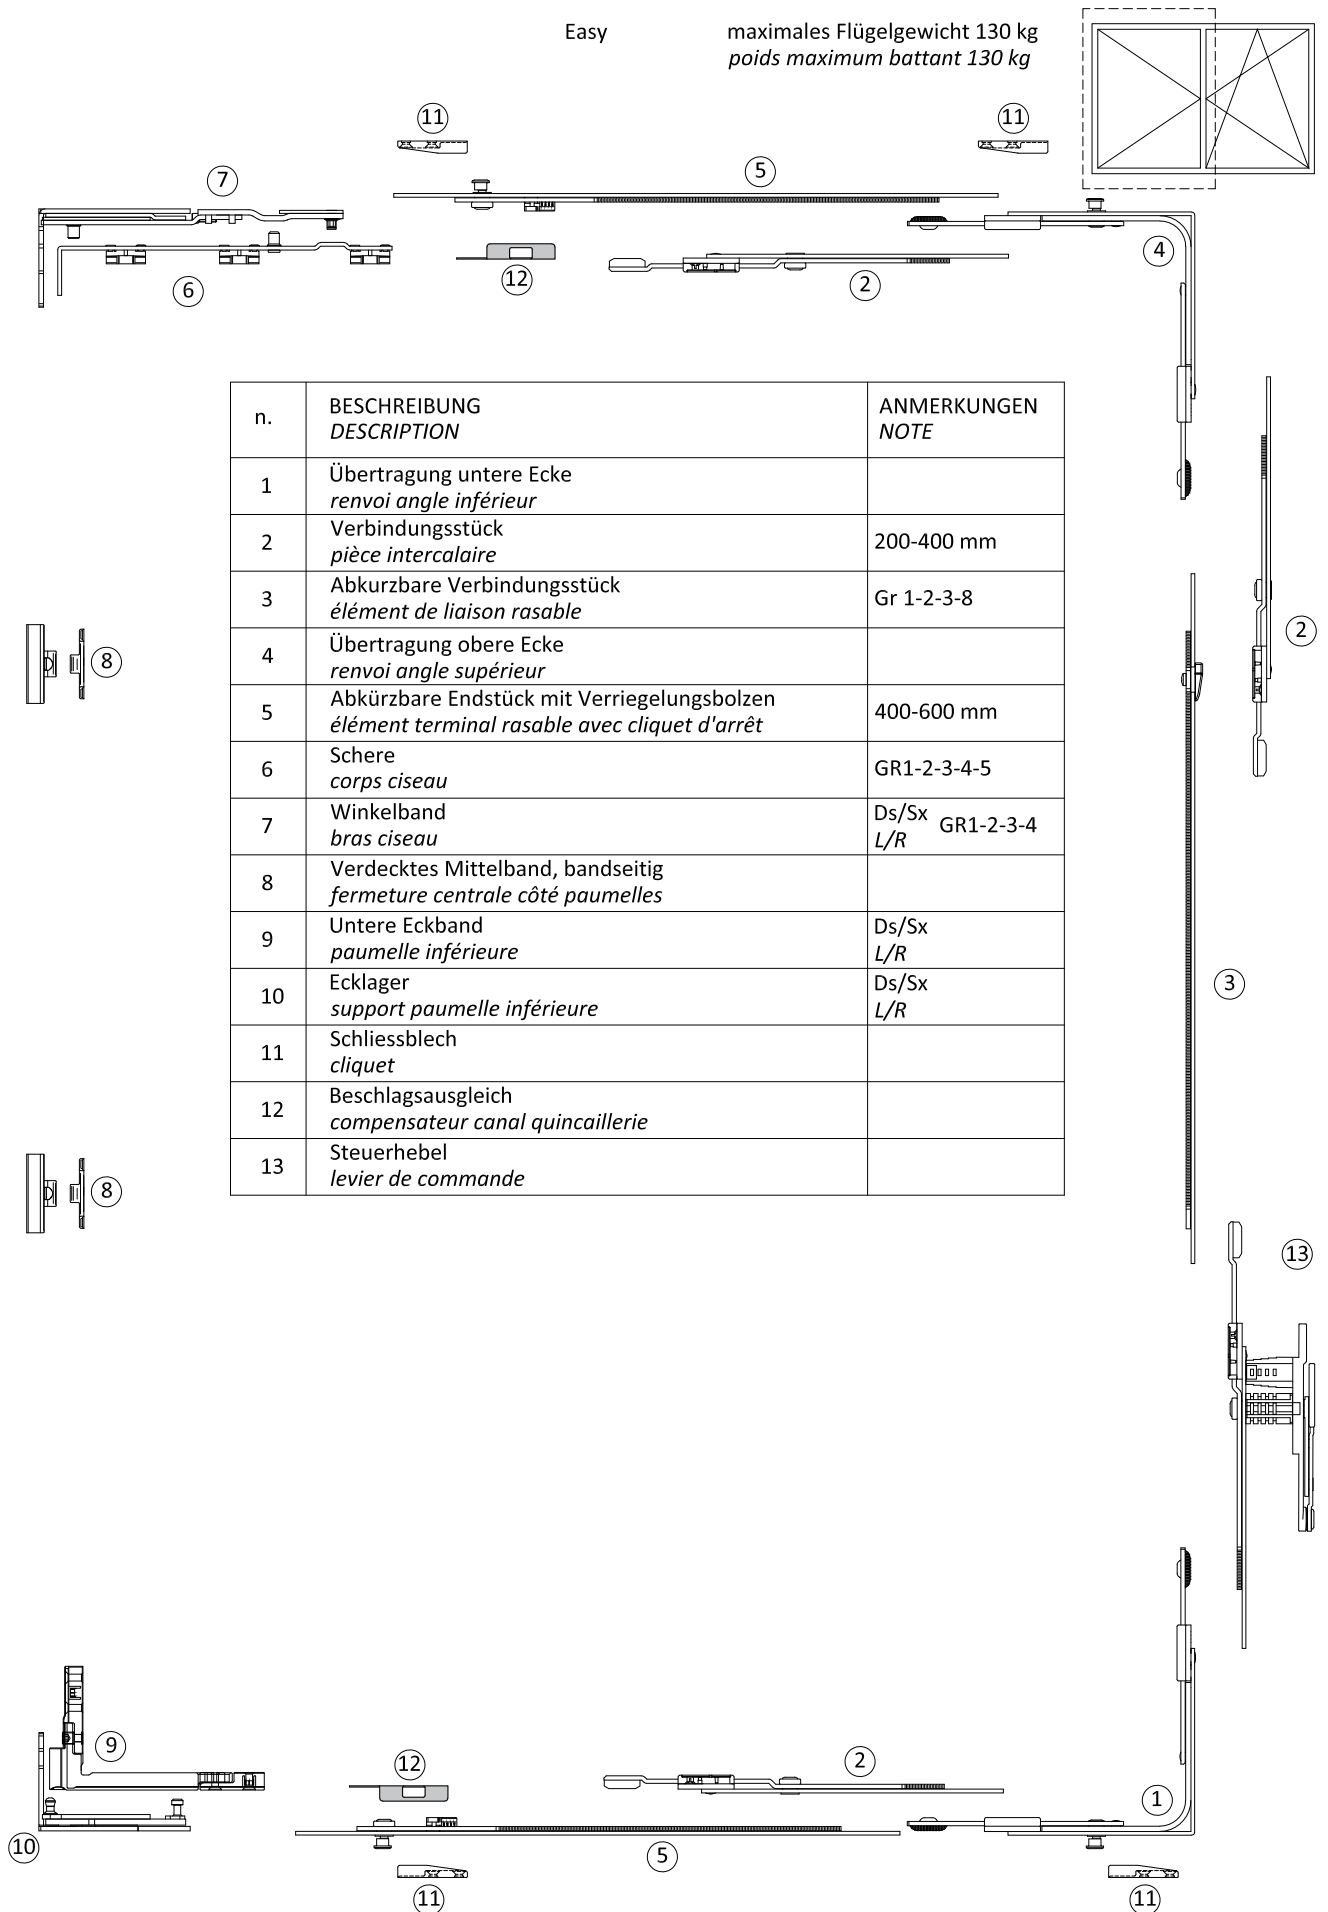 Easy maximales Flügelgewicht 130 kg
poids maximum battant 130 kg
11
11
7
5
4
6
12
2
n. BESCHREIBUNG ANMERKUNGEN
DESCRIPTION NOTE
1 Übertragung untere Ecke
renvoi angle inférieur
2 Verbindungsstück 200-400 mm
pièce intercalaire
3 Abkurzbare Verbindungsstück Gr 1-2-3-8
élément de liaison rasable
4 Übertragung obere Ecke
renvoi angle supérieur
5 Abkürzbare Endstück mit Verriegelungsbolzen 400-600 mm
élément terminal rasable avec cliquet d'arrêt
6 Schere GR1-2-3-4-5
corps ciseau
7 Winkelband Ds/Sx GR1-2-3-4
bras ciseau L/R
8 Verdecktes Mittelband, bandseitig
fermeture centrale côté paumelles
9 Untere Eckband Ds/Sx
paumelle inférieure L/R
10 Ecklager Ds/Sx
support paumelle inférieure L/R
11 Schliessblech
cliquet
12 Beschlagsausgleich
compensateur canal quincaillerie
13 Steuerhebel
levier de commande
2
8
3
8
13
9
12
2
1
10
5
11
11